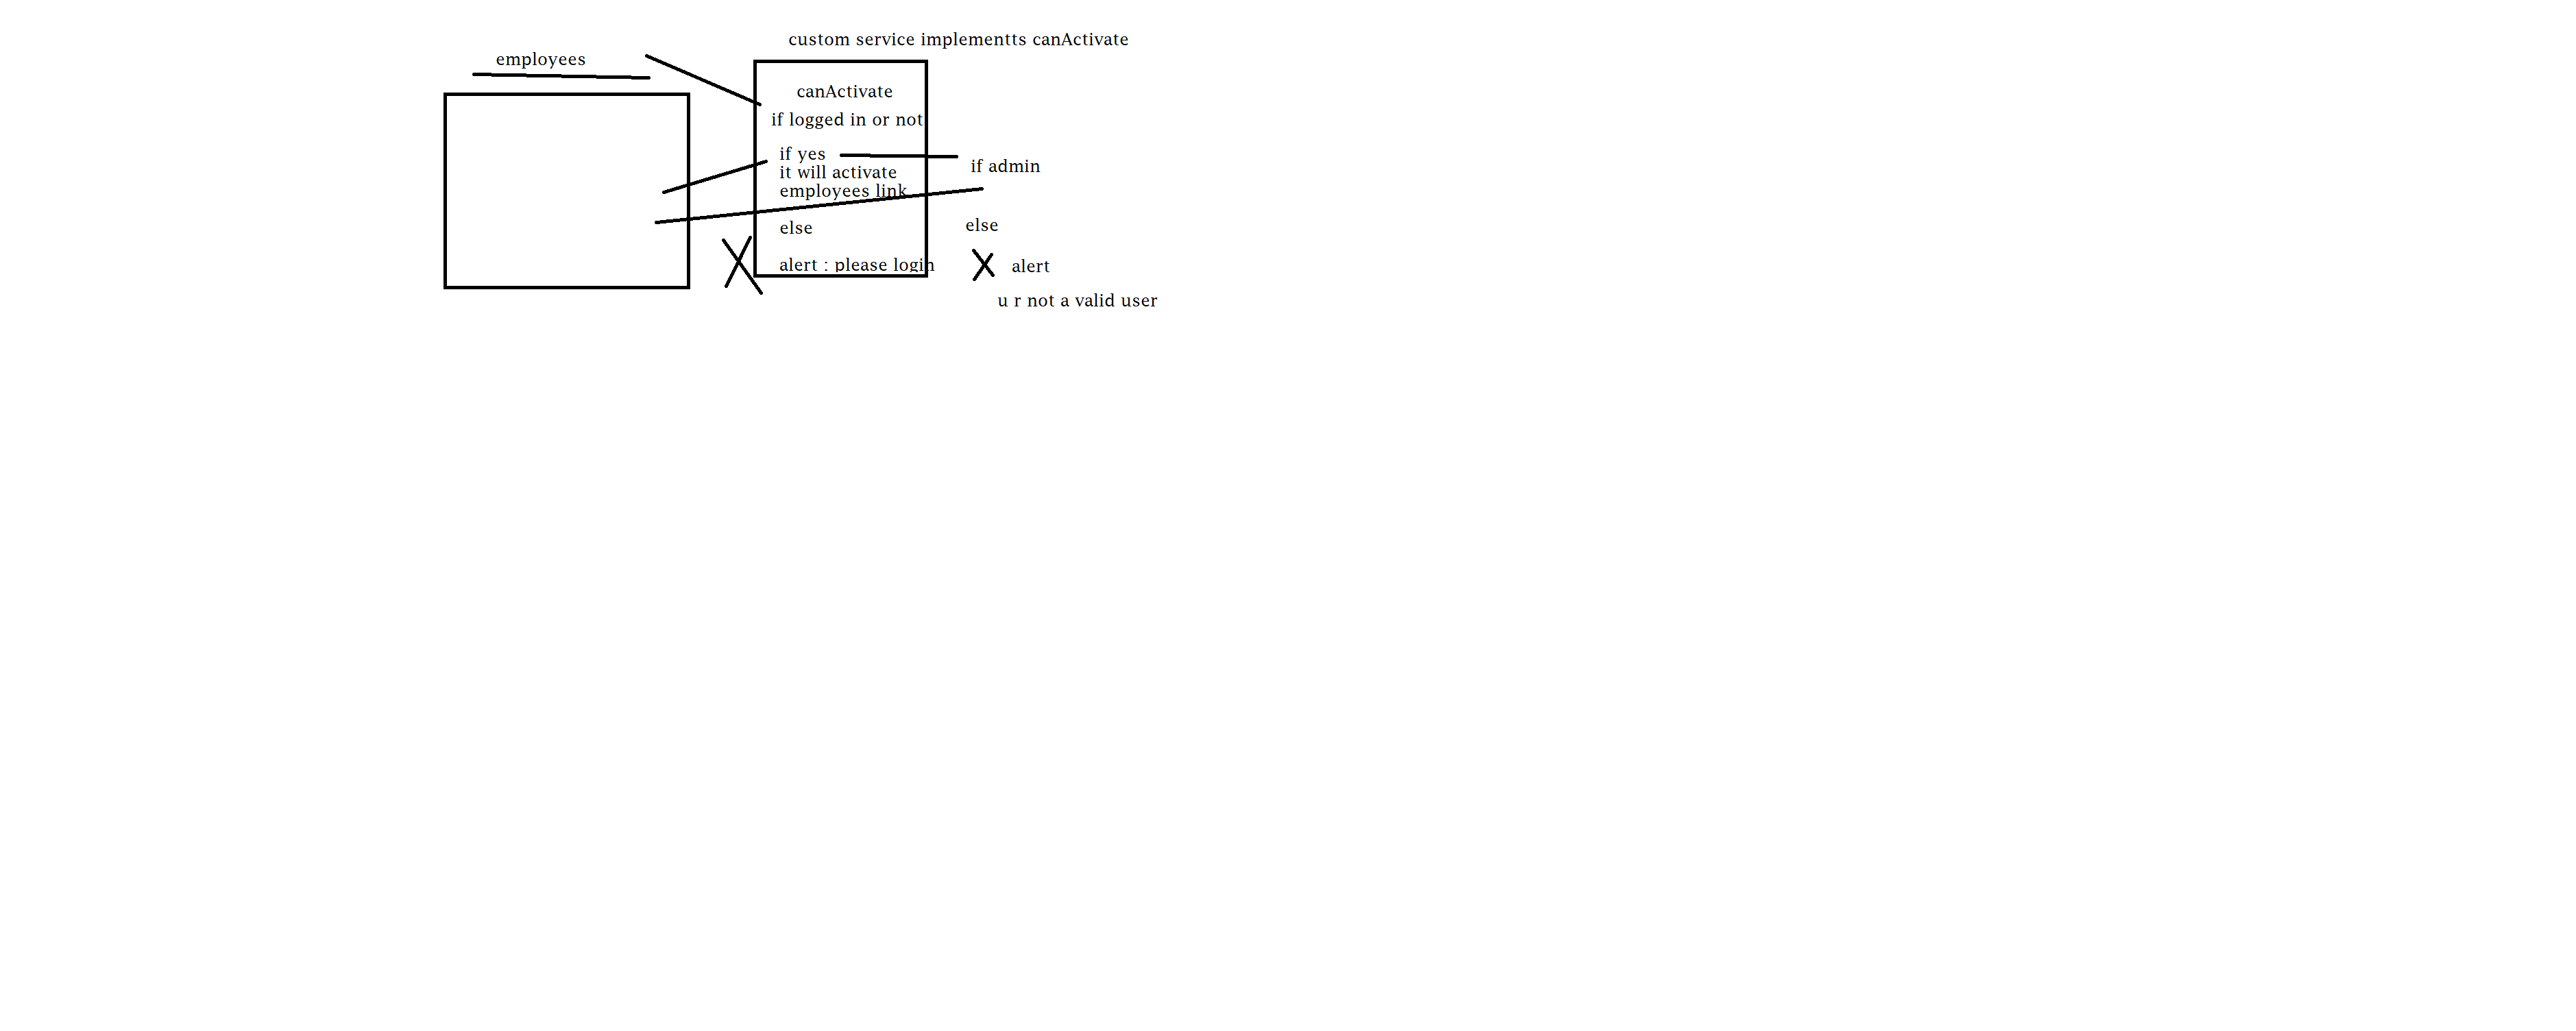 custom service implementts canActivate
employees
canActivate
if logged in or not
if yes
it will activate
employees link
if admin
else
alert : please login
else
alert
u r not a valid user